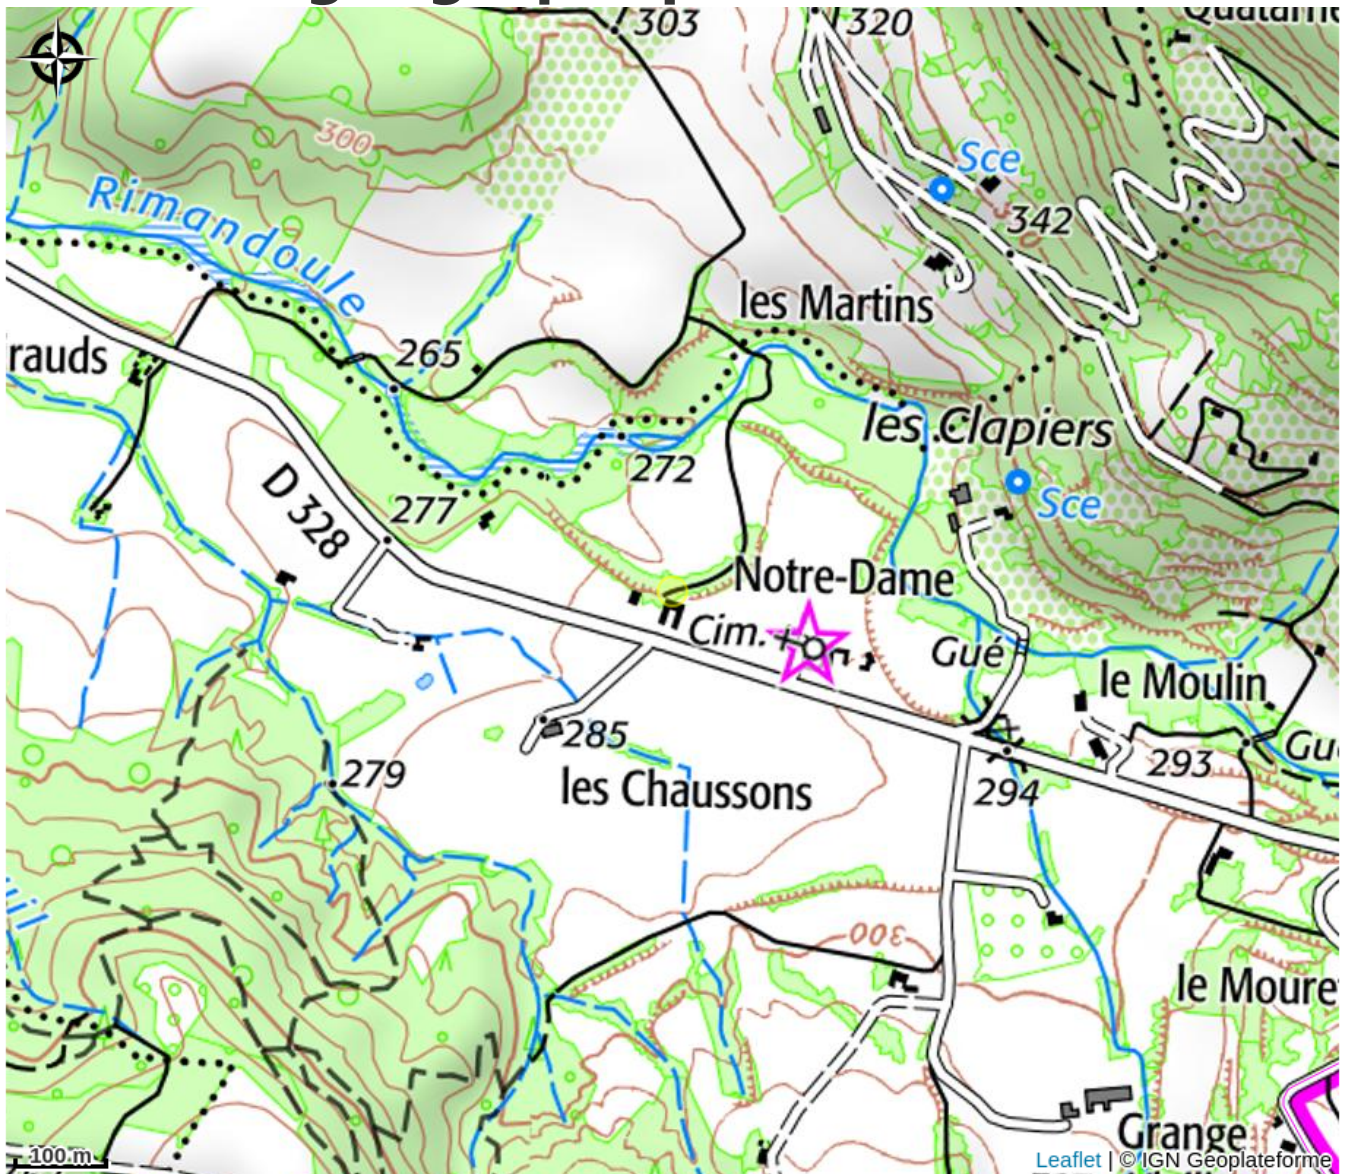 303
320
300
Sce
Rimandoule
342
les Martins
rauds
265
les Clapiers
272
Sce
D 328
277
Notre-Dame
Cim.
Gué
le Moulin
285
279
les Chaussons
293
294
300
le Moure
Grange
100 m
Leaflet | © IGN Geoplateforme